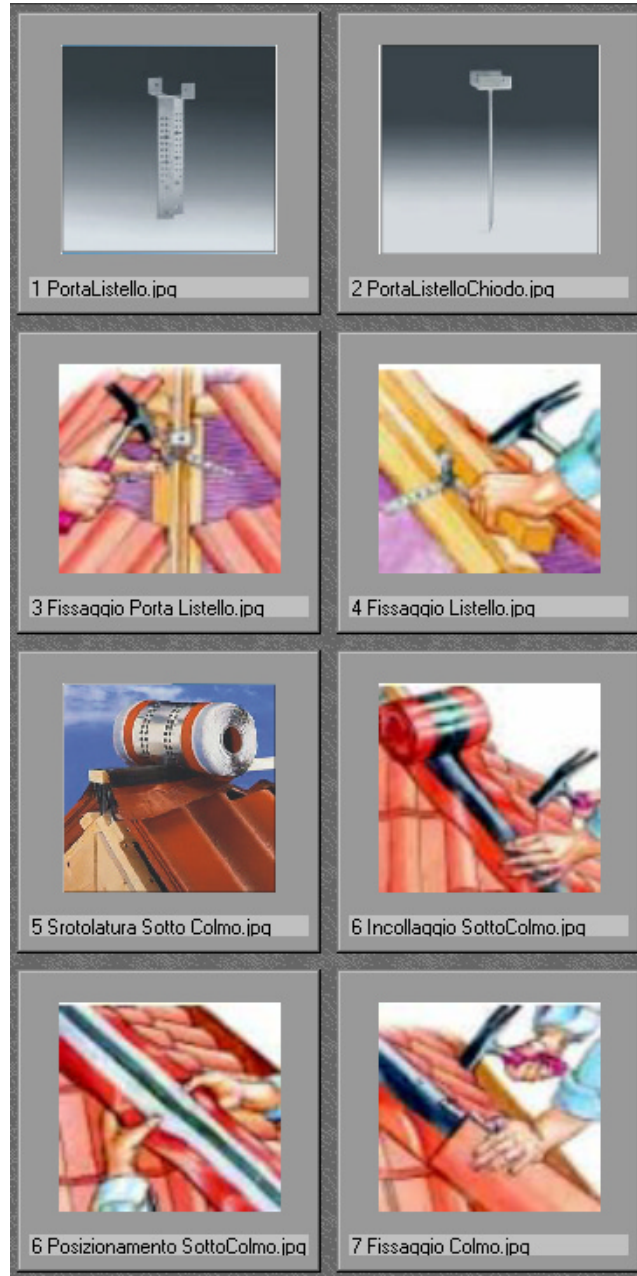 1 PortaListello.jpg
2 PortaListelloChiodo.jpg
3 Fissaggio Porta Listello.jpg
4 Fissaggio Listello.jpg
5 Srotolatura Sotto Colmo.jpg
6 Incollaggio SottoColmo.jpg
6 Posizionamento SottoColmo.jpg
7 Fissaggio Colmo.jpg